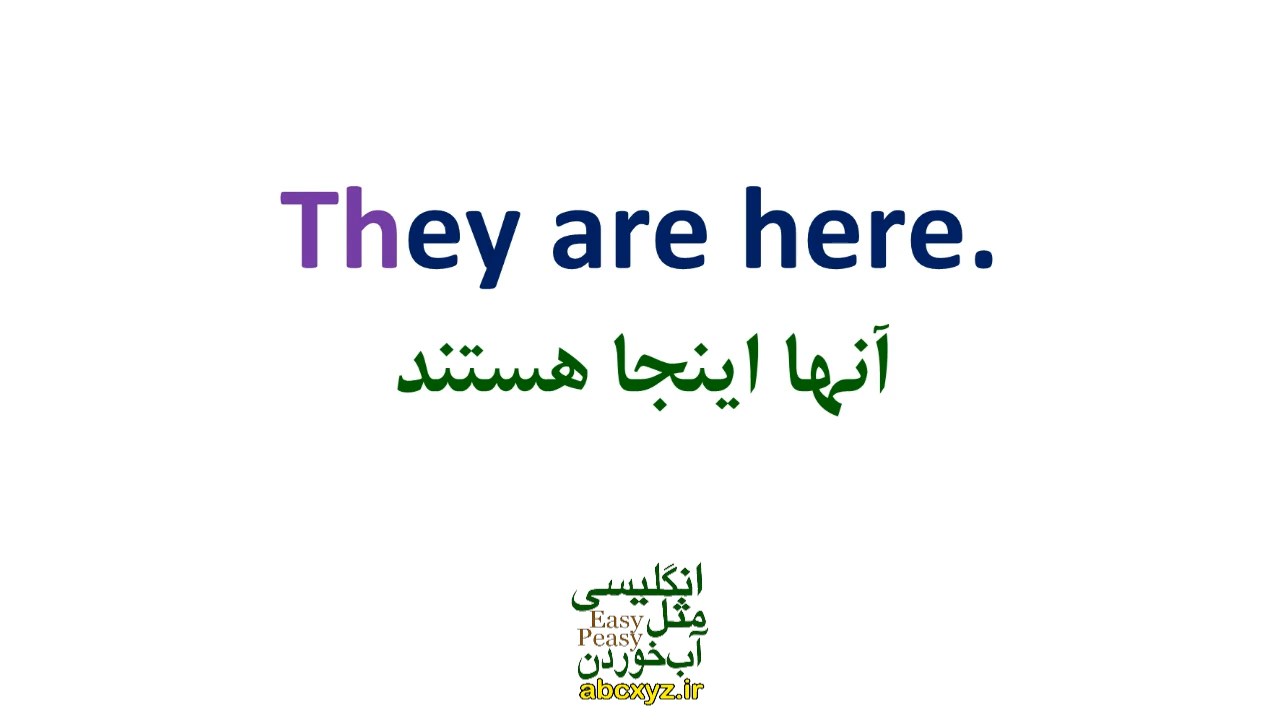 They are here.
آنها اینجا هستند
انگلیسی
مثل
Easy
Peasy
آب‌خوردن
abcxyz.ir